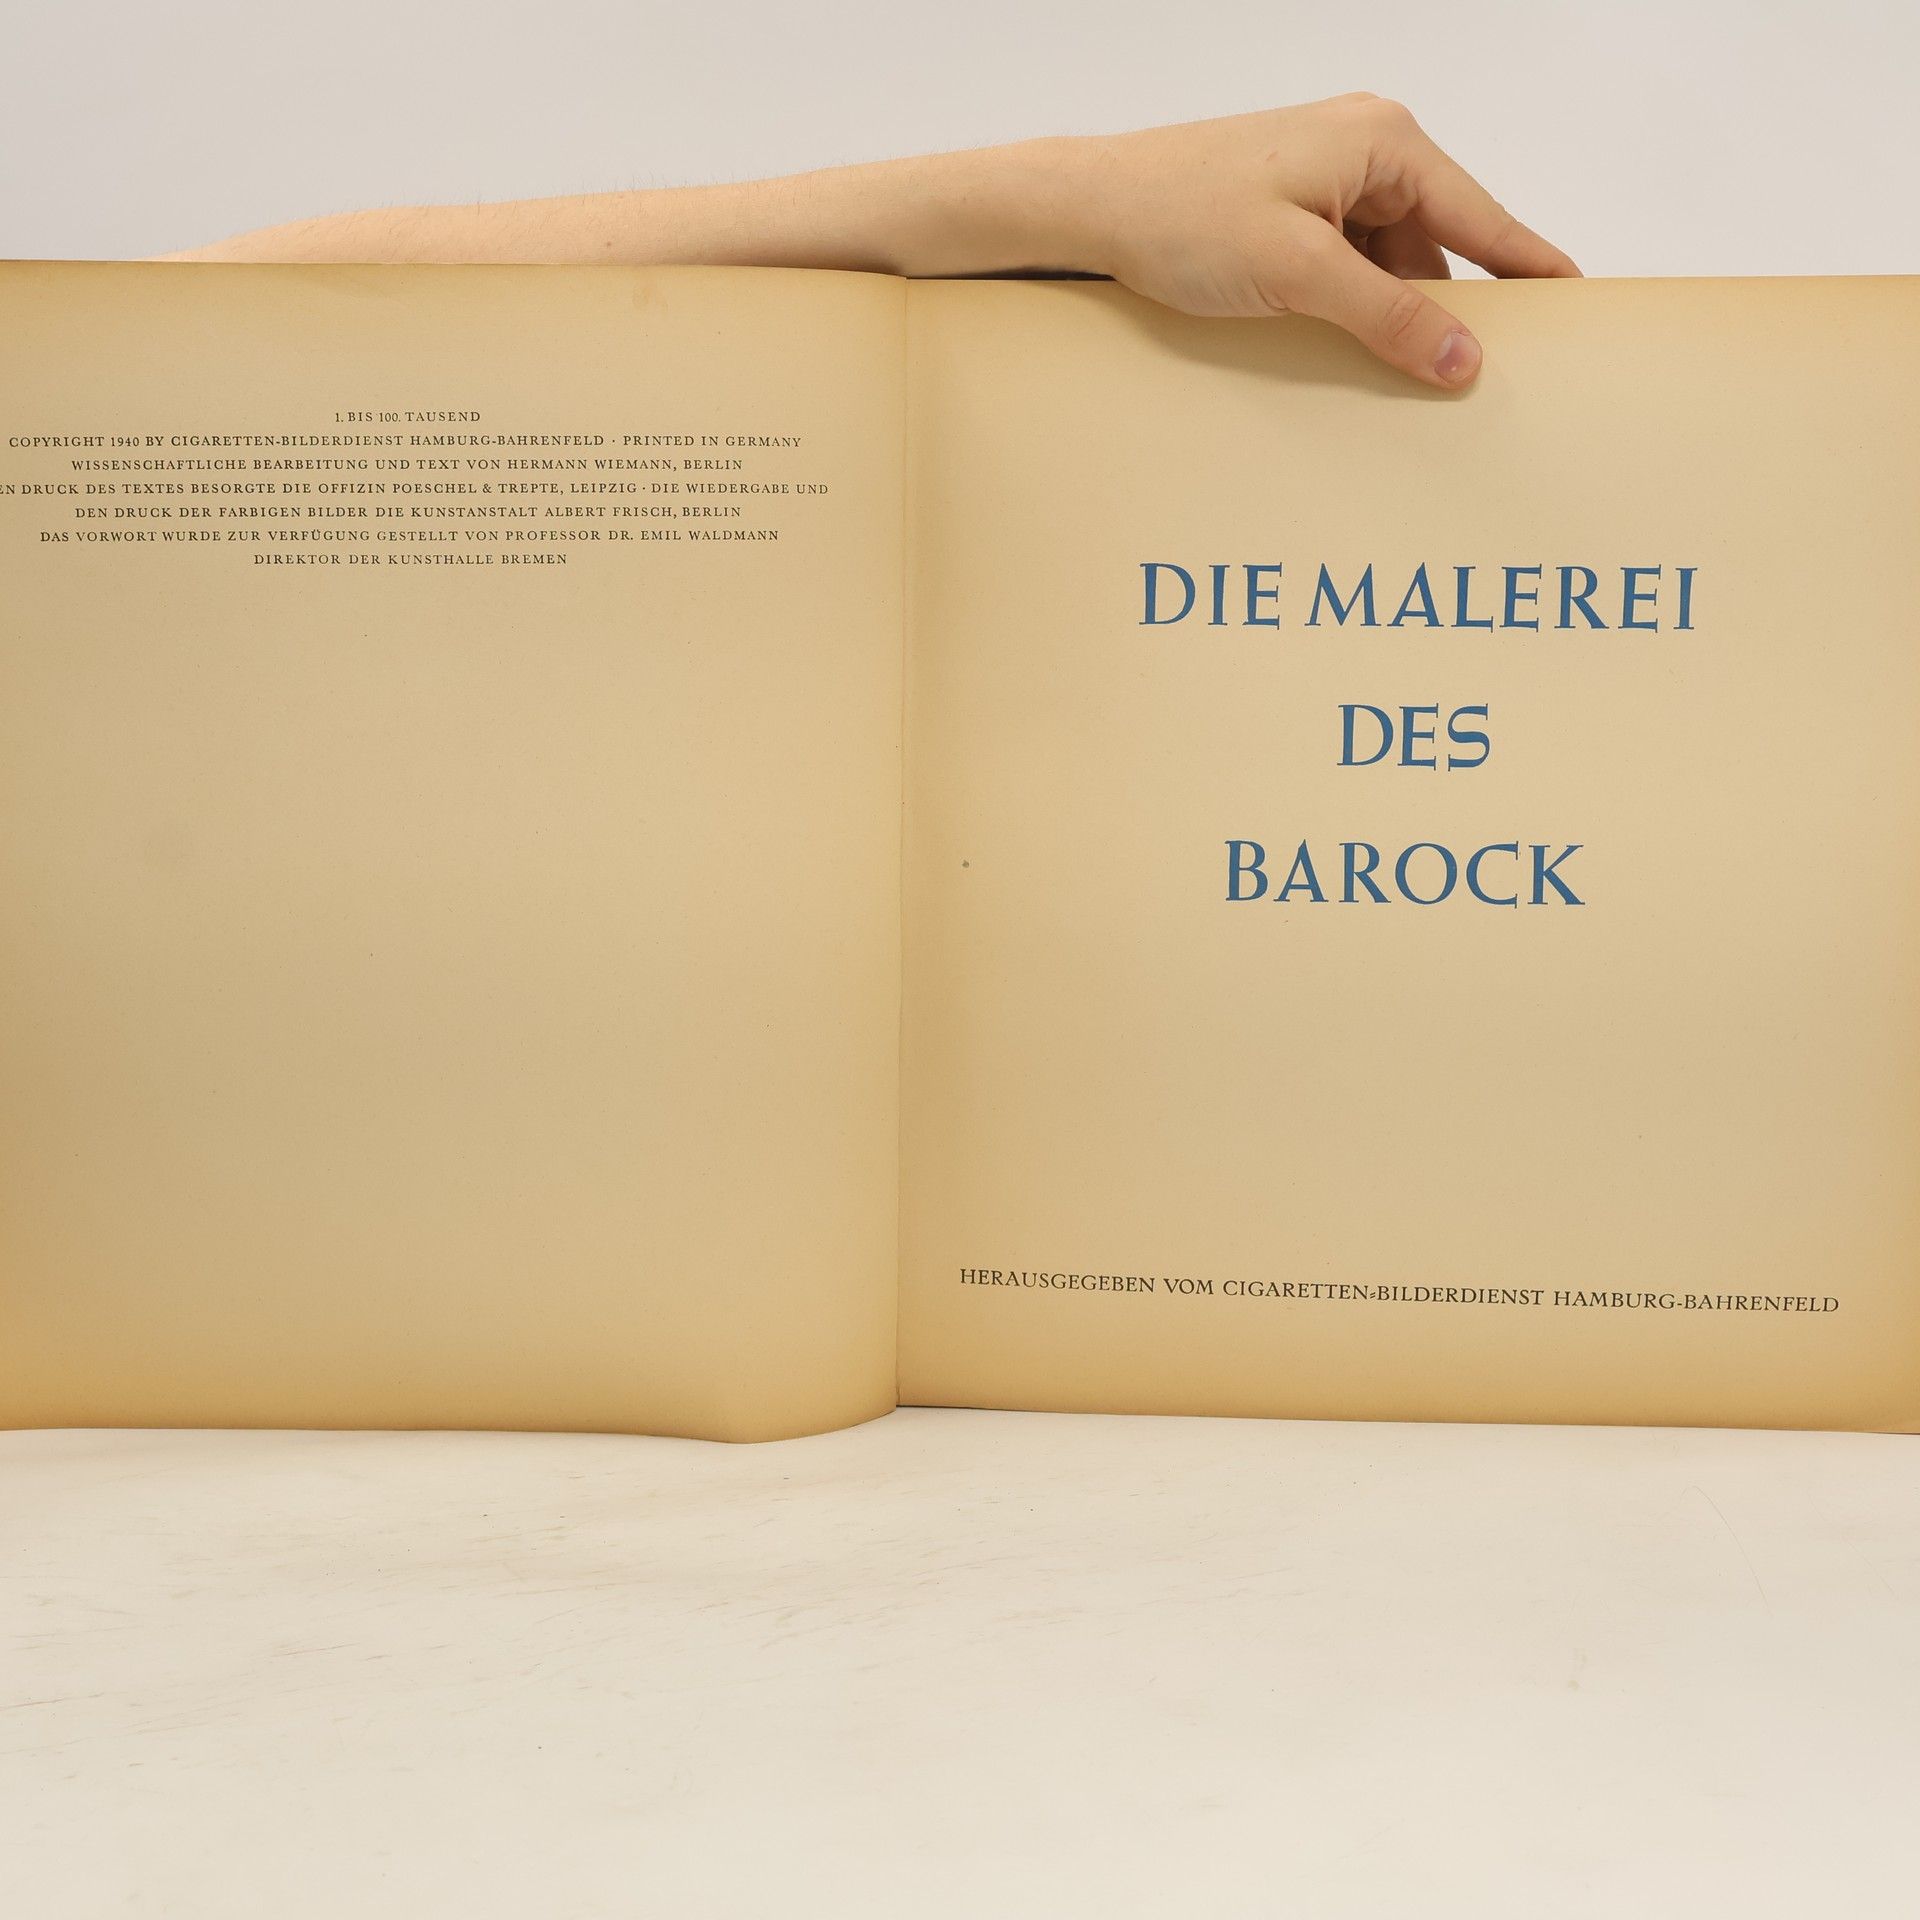 1. BIS 100. TAUSEND
COPYRIGHT 1940 BY CIGARETTEN-BILDERDIENST HAMBURG-BAHRENFELD · PRINTED IN GERMANY
WISSENSCHAFTLICHE BEARBEITUNG UND TEXT VON HERMANN WIEMANN, BERLIN
EN DRUCK DES TEXTES BESORGTE DIE OFFIZIN POESCHEL & TREPTE, LEIPZIG · DIE WIEDERGABE UND
DEN DRUCK DER FARBIGEN BILDER DIE KUNSTANSTALT ALBERT FRISCH, BERLIN
DAS VORWORT WURDE ZUR VERFÜGUNG GESTELLT VON PROFESSOR DR. EMIL WALDMANN
DIREKTOR DER KUNSTHALLE BREMEN
DIE MALEREI
DES
BAROCK
HERAUSGEGEBEN VOM CIGARETTEN-BILDERDIENST HAMBURG-BAHRENFELD